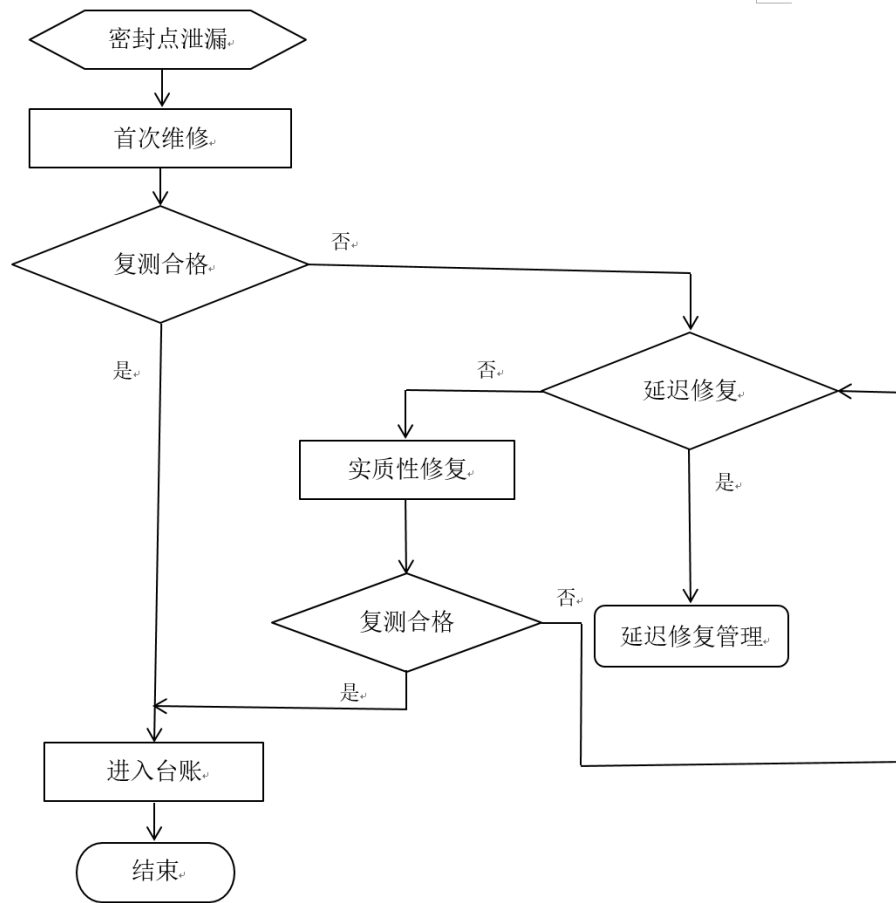 密封点泄漏
首次维修
复测合格
否
是
延迟修复
否
是
实质性修复
复测合格
否
是
延迟修复管理
进入台账
结束